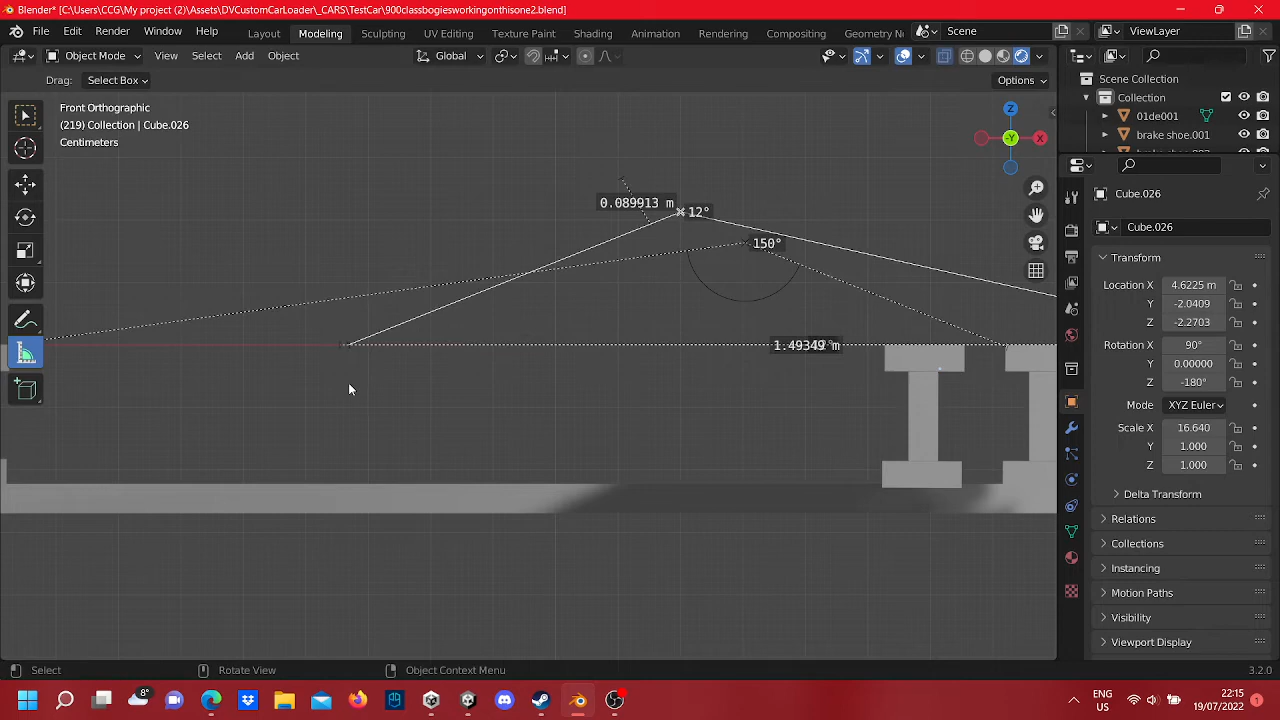 Blender* [C:\Users\CCG\My project (2)\Assets\DVCustomCarLoader\_CARS\TestCar\900classbogiesworkingonthisone2.blend]
File Edit Render Window Help Layout Modeling Sculpting UV Editing Texture Paint Shading Animation Rendering Compositing Geometry N Scene ViewLayer
Object Mode View Select Add Object Global
Drag: Select Box Options
Front Orthographic
(219) Collection | Cube.026
Centimeters
Z
X
-Y
0.089913 m
12°
150°
Scene Collection
Collection
01de001
brake shoe.001
Cube.026
Cube.026
Transform
Location X 4.6225 m
Y -2.0409
Z -2.2703
Rotation X 90°
Y 0.00000
Z -180°
Mode XYZ Euler
Scale X 16.640
Y 1.000
Z 1.000
Delta Transform
Relations
Collections
Instancing
Motion Paths
Visibility
Viewport Display
Select Rotate View Object Context Menu 3.2.0
8°
ENG
UK
22:15
19/07/2022
1